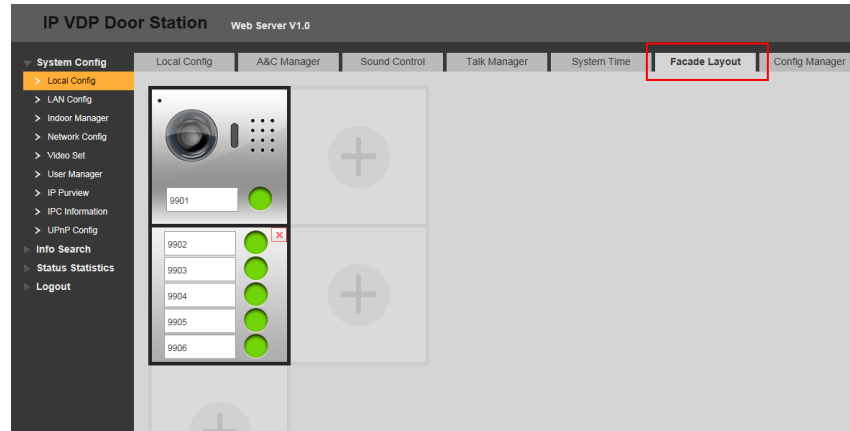 IP VDP Door Station Web Server V1.0
System Config
Local Config
LAN Config
Indoor Manager
Network Config
Video Set
User Manager
IP Purview
IPC Information
UPnP Config
Info Search
Status Statistics
Logout
Local Config A&C Manager Sound Control Talk Manager System Time Facade Layout Config Manager
9901
9902
9903
9904
9905
9906